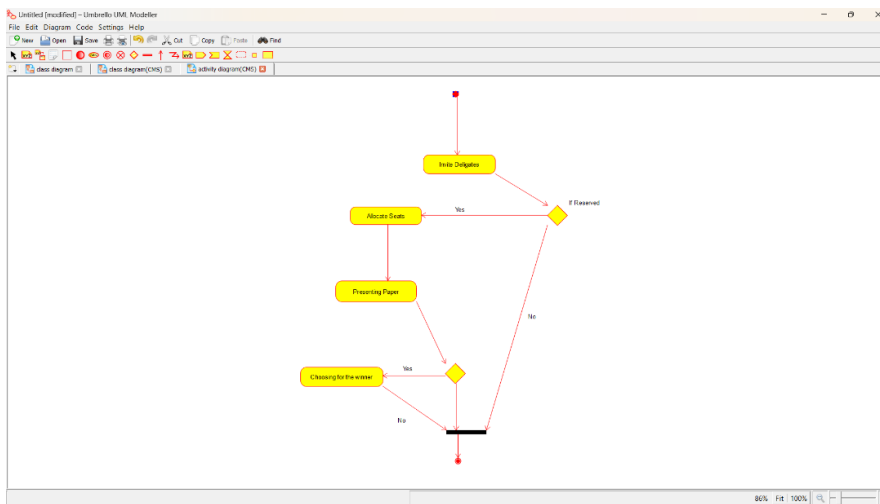 Untitled [modified] – Umbrello UML Modeller
File Edit Diagram Code Settings Help
New Open Save Cut Copy Paste Find
class diagram class diagram(CMS) activity diagram(CMS)
Invite Deligates
If Reserved
Yes
Allocate Seats
Presenting Paper
No
Yes
Choosing for the winner
No
86% Fit 100%